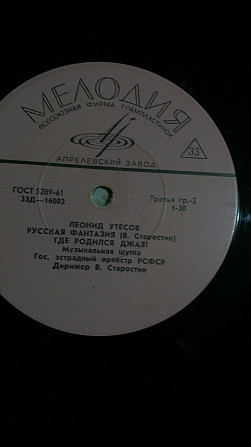 МЕЛОДИЯ
ВСЕСОЮЗНАЯ ФИРМА ГРАМПЛАСТИНОК
33
АПРЕЛЕВСКИЙ ЗАВОД
ГОСТ 5289-61
33Д—16002
Третья гр.-2
1-30
ЛЕОНИД УТЕСОВ
РУССКАЯ ФАНТАЗИЯ (В. Старостин)
ГДЕ РОДИЛСЯ ДЖАЗ?
Музыкальная шутка
Гос. эстрадный оркестр РСФСР
Дирижер В. Старостин